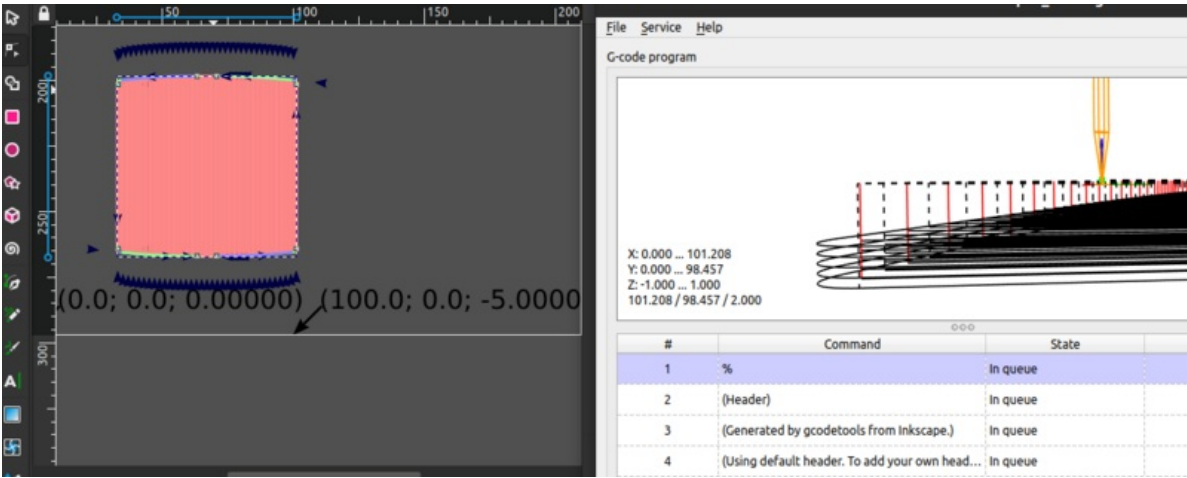 50
100
150
200
200
250
300
(0.0; 0.0; 0.00000)
(100.0; 0.0; -5.0000
A
File Service Help
G-code program
X: 0.000 ... 101.208
Y: 0.000 ... 98.457
Z: -1.000 ... 1.000
101.208 / 98.457 / 2.000
# Command State
1 % In queue
2 (Header) In queue
3 (Generated by gcodetools from Inkscape.) In queue
4 (Using default header. To add your own head... In queue